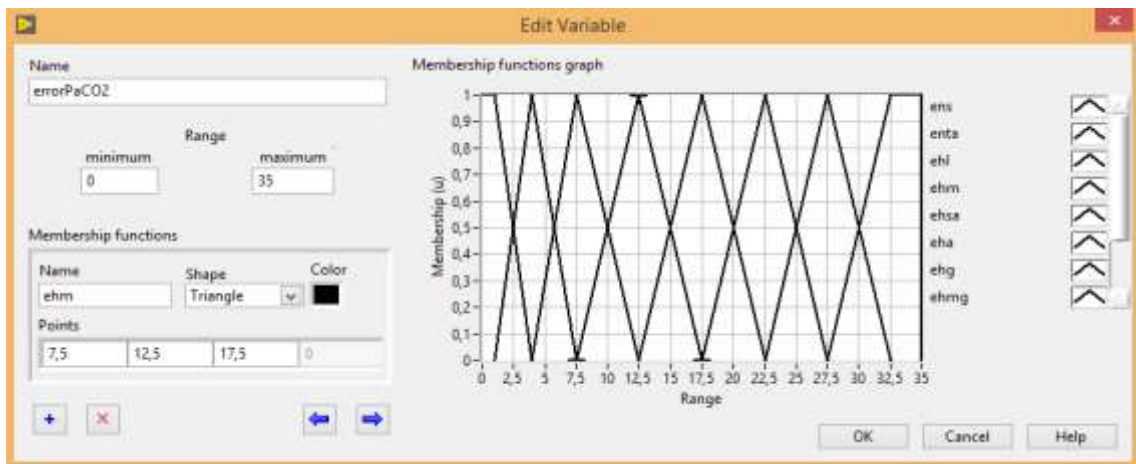 Edit Variable
Name
errorPaCO2
Range
minimum maximum
0 35
Membership functions
Name Shape Color
ehm Triangle
Points
7,5 12,5 17,5 0
Membership functions graph
Membership (u)
1
0,9
0,8
0,7
0,6
0,5
0,4
0,3
0,2
0,1
0
0 2,5 5 7,5 10 12,5 15 17,5 20 22,5 25 27,5 30 32,5 35
Range
ens
enta
ehl
ehm
ehsa
eha
ehg
ehmg
OK Cancel Help